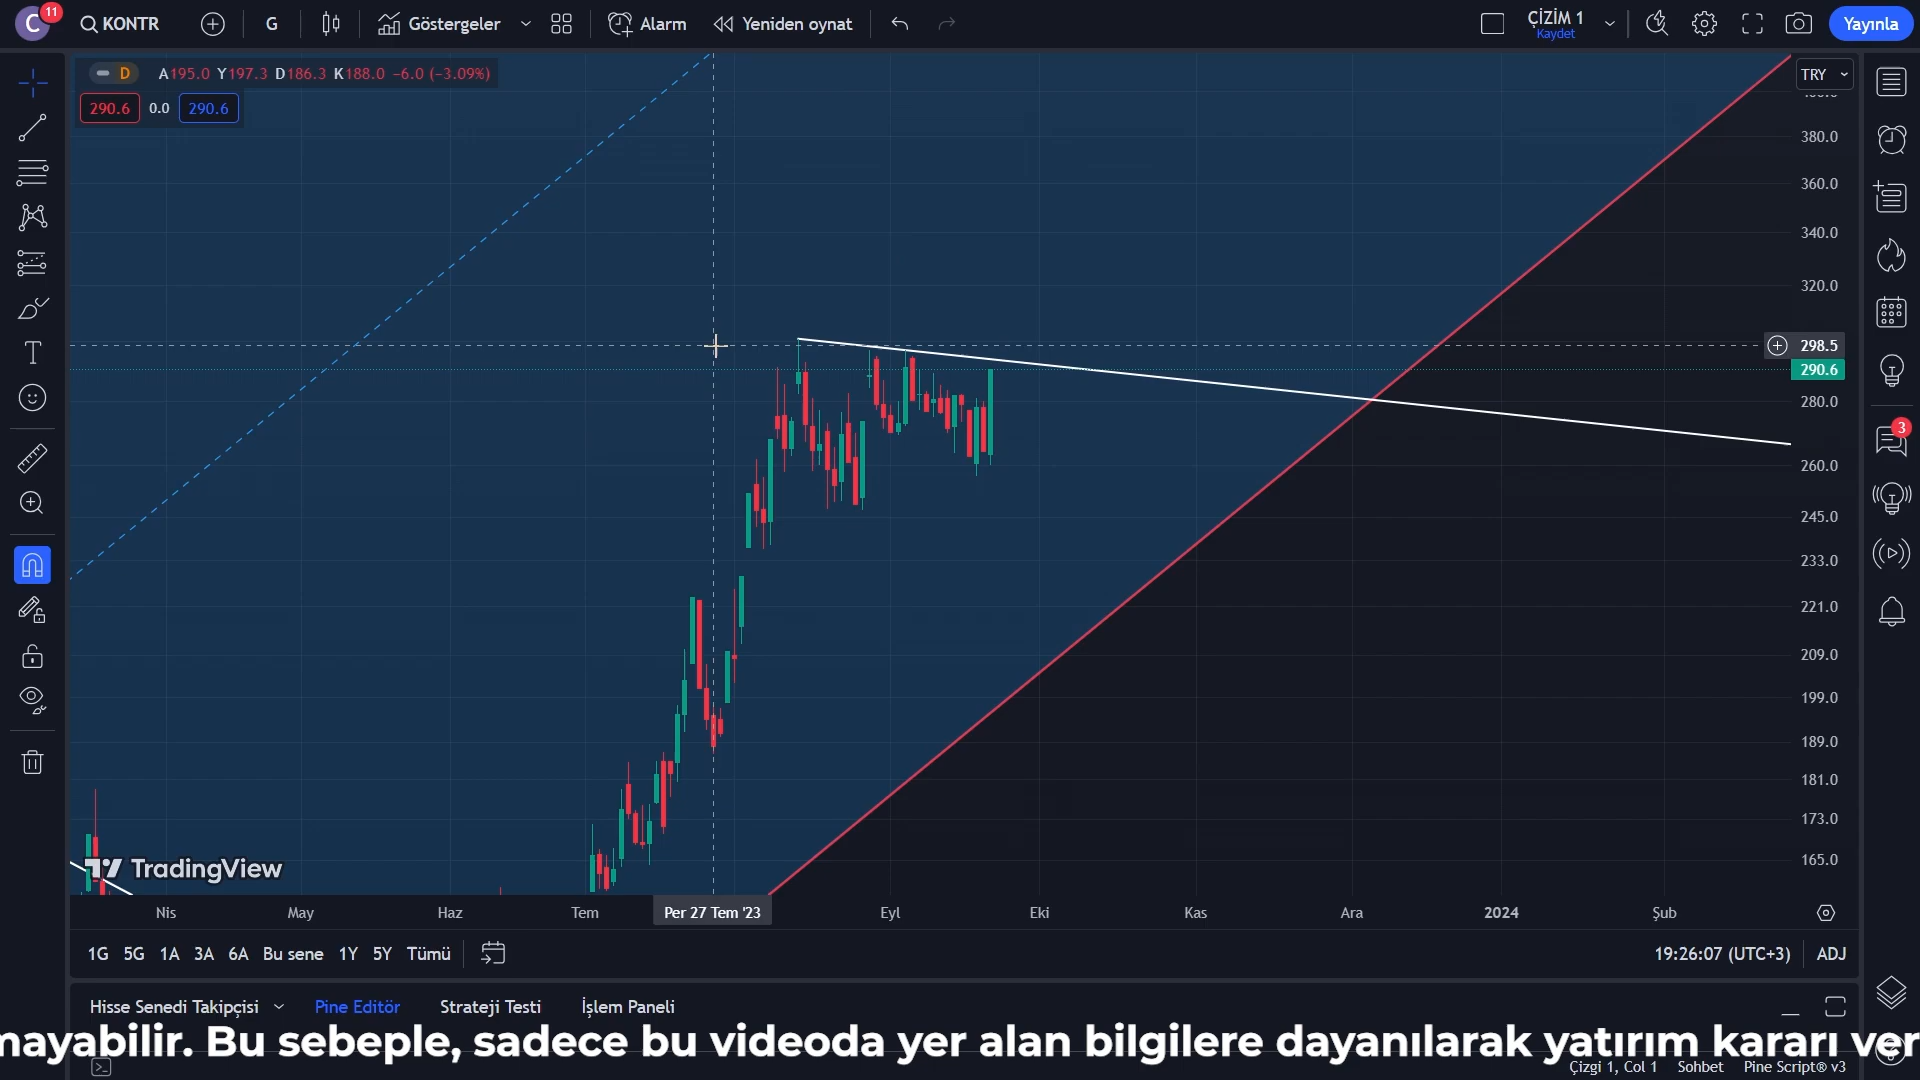 C 11 KONTR G Göstergeler Alarm Yeniden oynat ÇİZİM 1 Kaydet Yayınla
D A195.0 Y197.3 D186.3 K188.0 -6.0 (-3.09%) TRY
290.6 0.0 290.6
380.0
360.0
340.0
320.0
298.5
290.6
280.0
3
260.0
245.0
233.0
221.0
209.0
199.0
189.0
181.0
173.0
165.0
TradingView
Nis May Haz Tem Per 27 Tem '23 Eyl Eki Kas Ara 2024 Şub
1G 5G 1A 3A 6A Bu sene 1Y 5Y Tümü 19:26:07 (UTC+3) ADJ
Hisse Senedi Takipçisi Pine Editör Strateji Testi İşlem Paneli
mayabilir. Bu sebeple, sadece bu videoda yer alan bilgilere dayanılarak yatırım kararı ver
Çizgi 1, Col 1 Sohbet Pine Script® v3